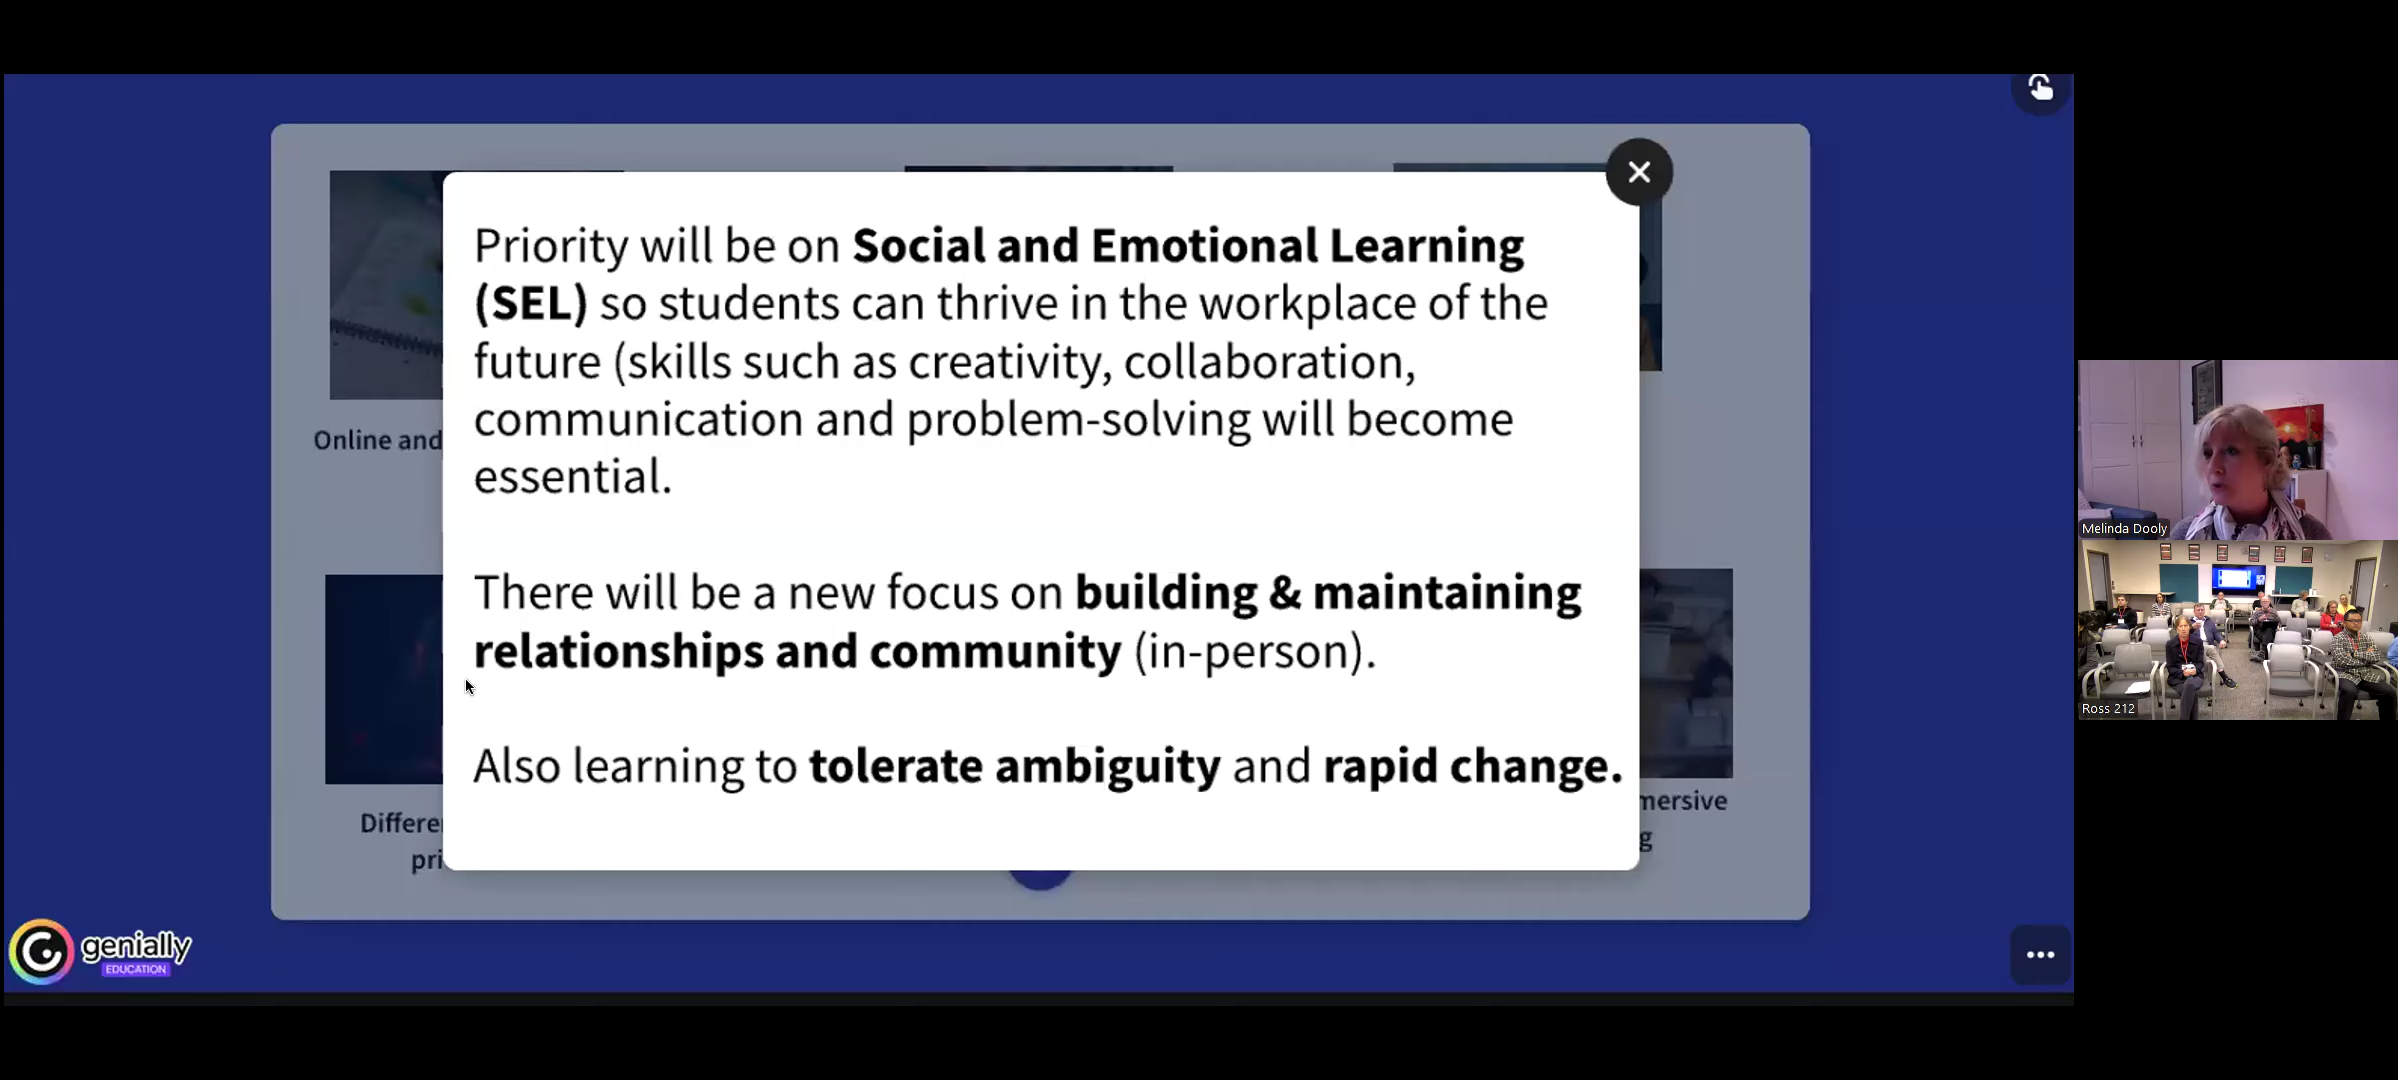 Priority will be on Social and Emotional Learning
(SEL) so students can thrive in the workplace of the
future (skills such as creativity, collaboration,
communication and problem-solving will become
essential.
There will be a new focus on building & maintaining
relationships and community (in-person).
Also learning to tolerate ambiguity and rapid change.
Online and
genially
EDUCATION
Melinda Dooly
Ross 212